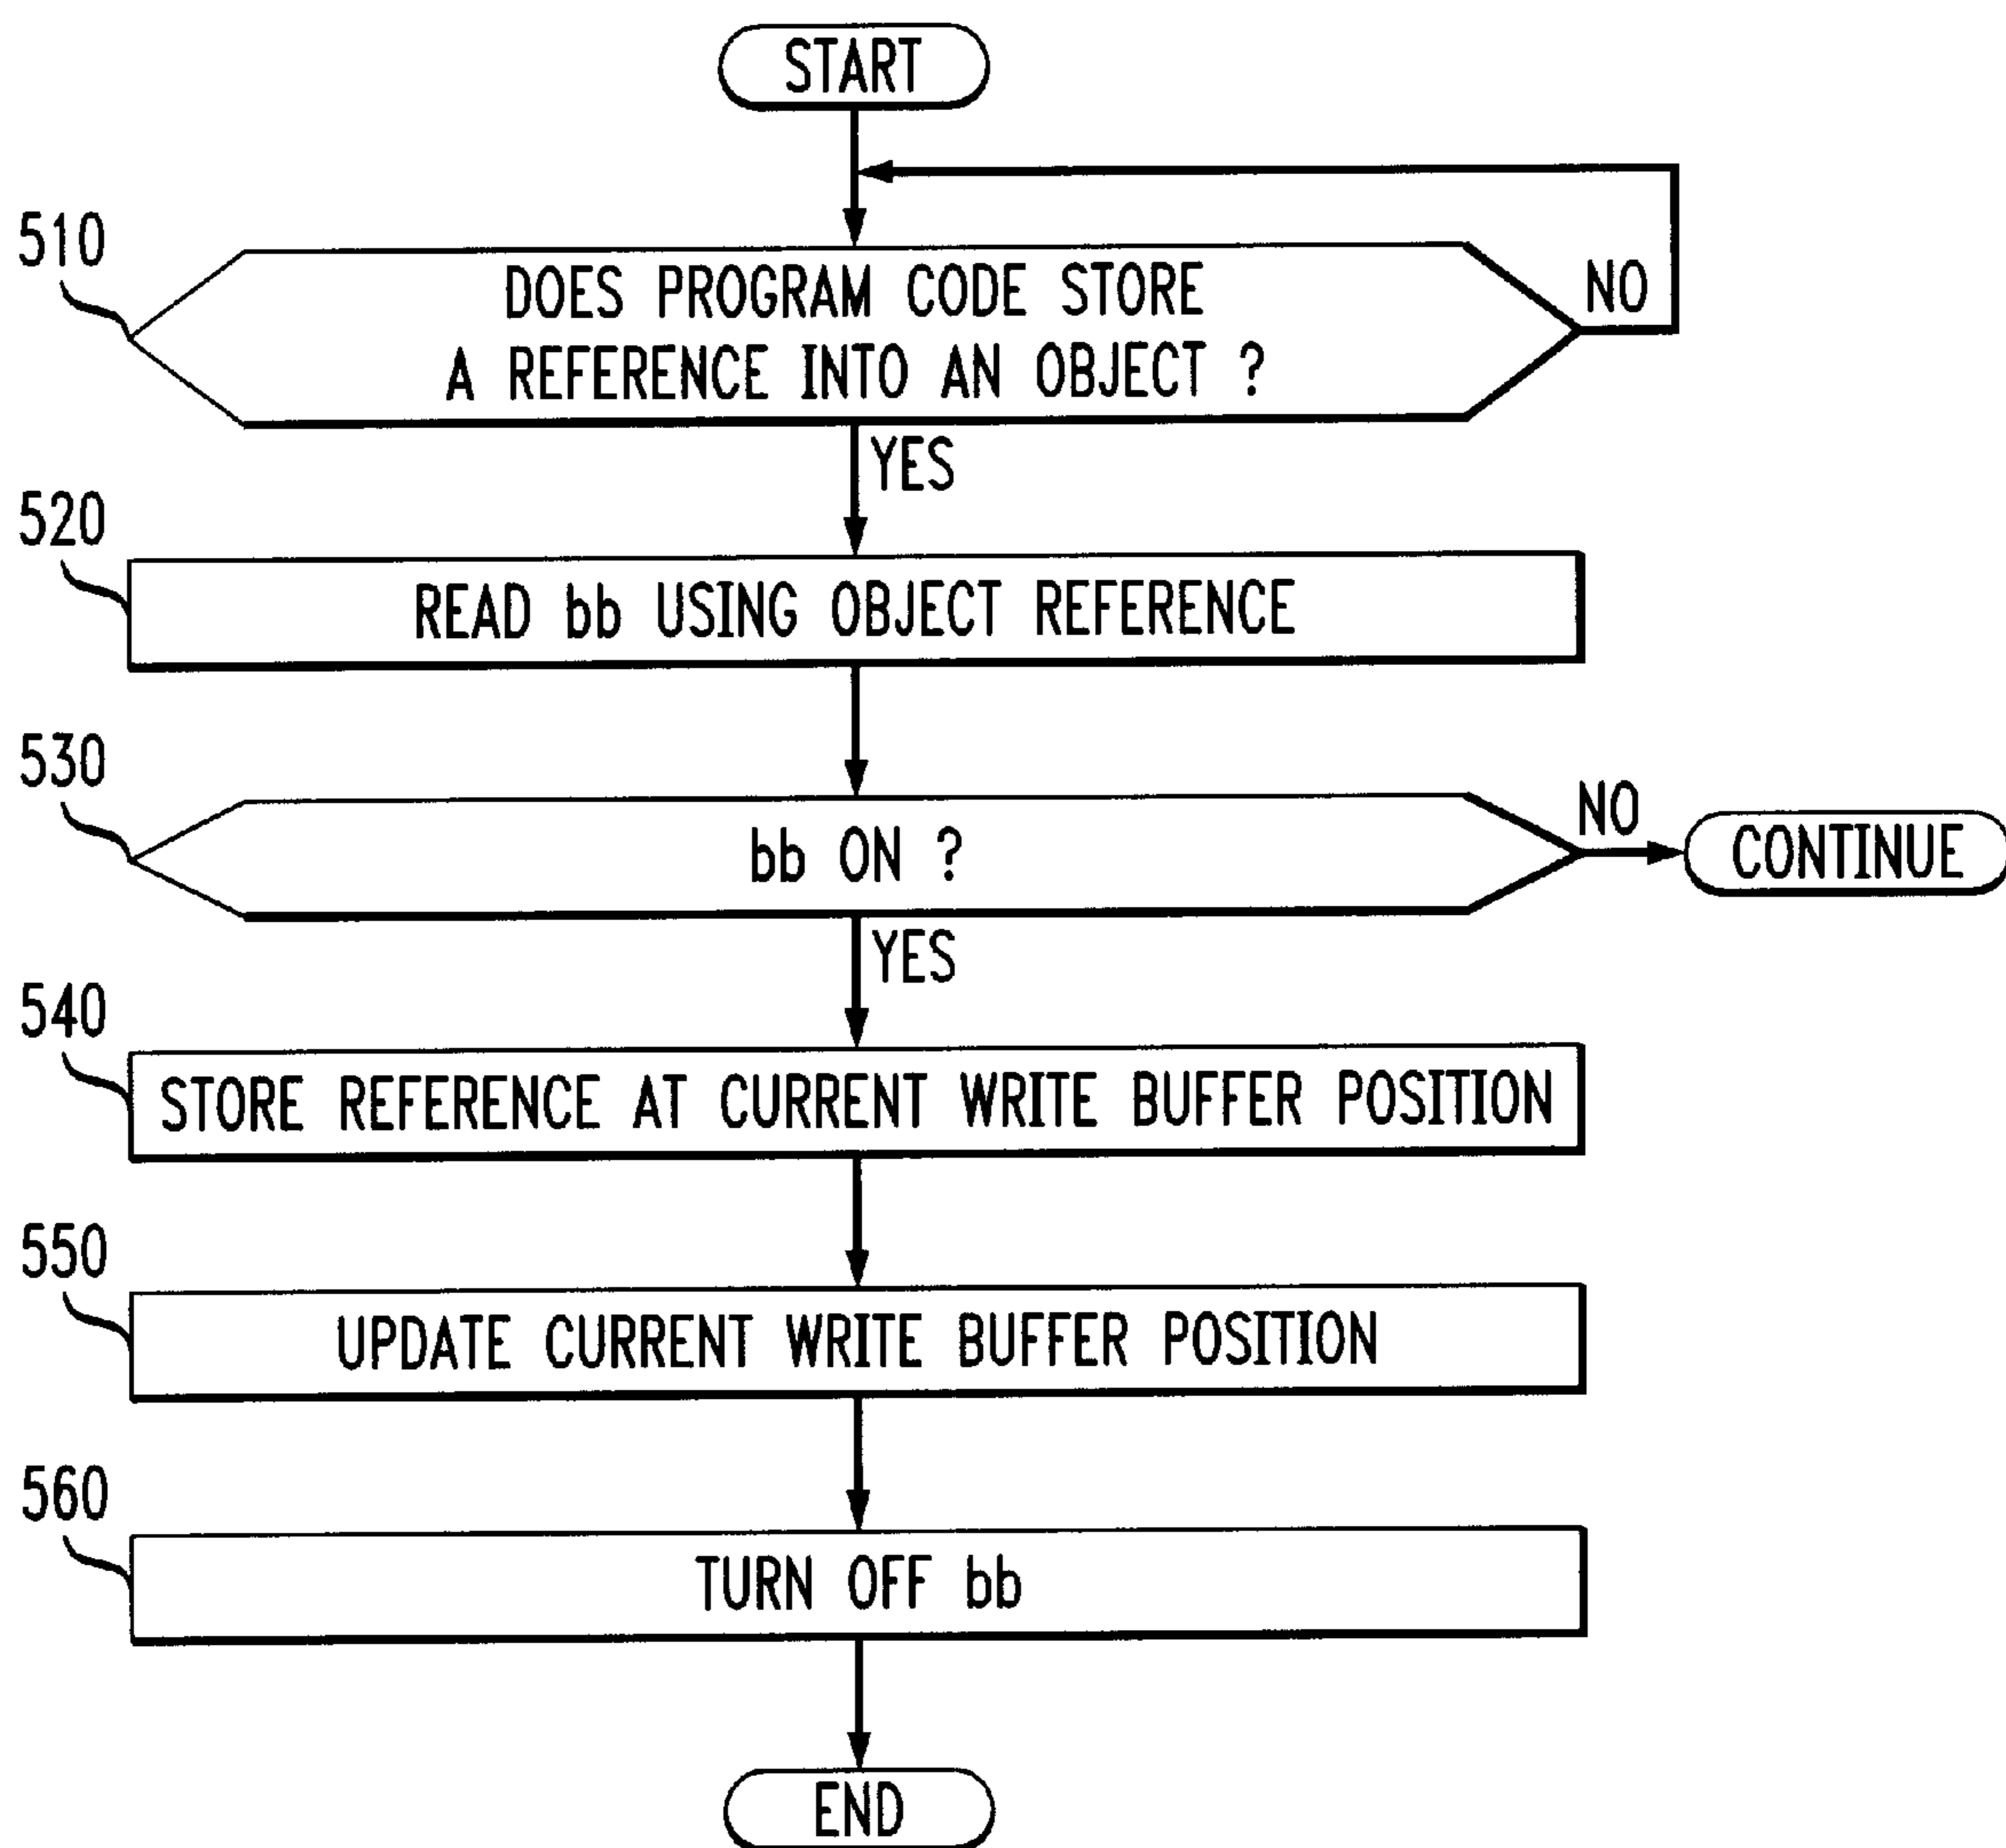 START
510
DOES PROGRAM CODE STORE
A REFERENCE INTO AN OBJECT ?
NO
YES
520
READ bb USING OBJECT REFERENCE
530
bb ON ?
NO
CONTINUE
YES
540
STORE REFERENCE AT CURRENT WRITE BUFFER POSITION
550
UPDATE CURRENT WRITE BUFFER POSITION
560
TURN OFF bb
END